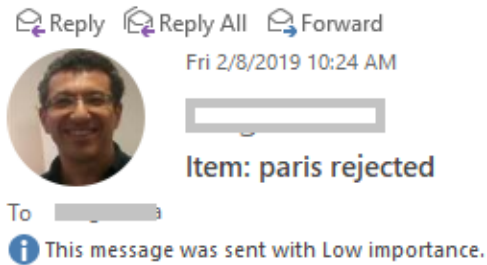 Reply Reply All Forward
Fri 2/8/2019 10:24 AM
Item: paris rejected
To
This message was sent with Low importance.